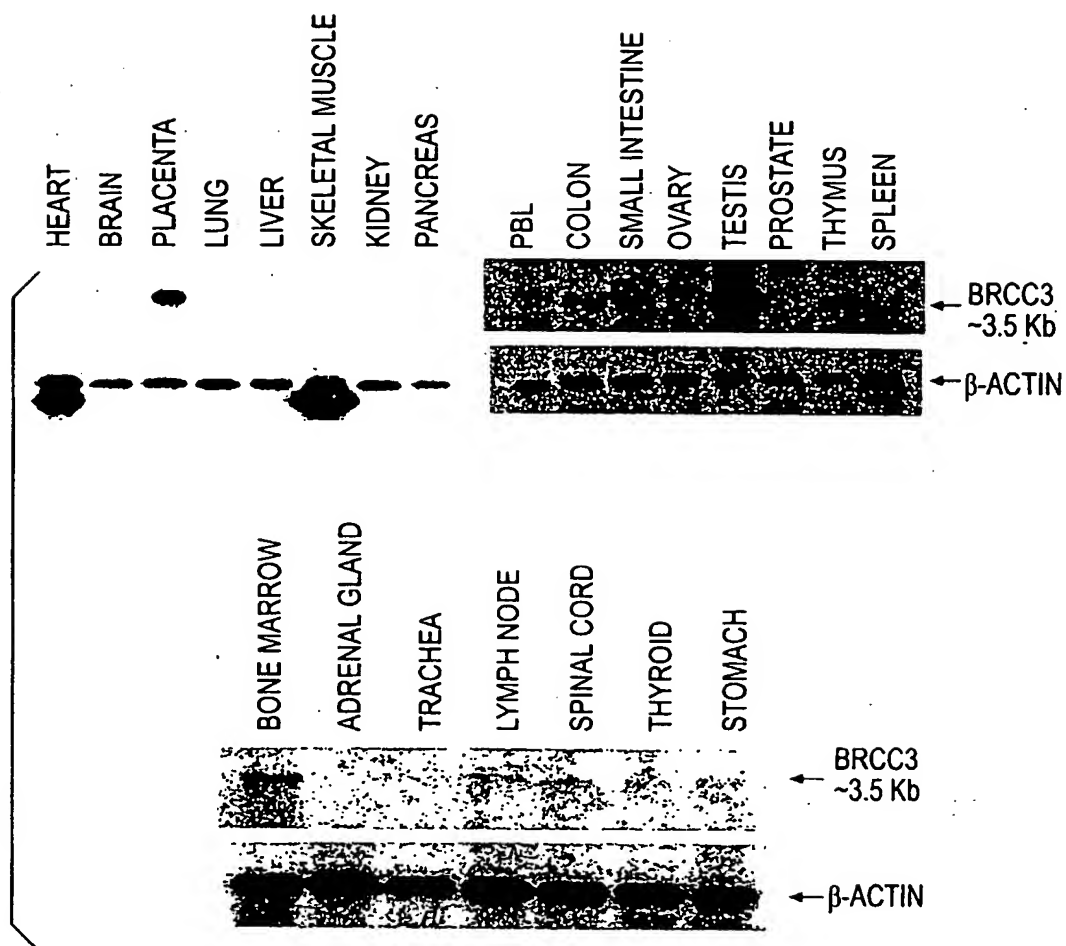 HEART
BRAIN
PLACENTA
LUNG
LIVER
SKELETAL MUSCLE
KIDNEY
PANCREAS
PBL
COLON
SMALL INTESTINE
OVARY
TESTIS
PROSTATE
THYMUS
SPLEEN
BRCC3
~3.5 Kb
β-ACTIN
BONE MARROW
ADRENAL GLAND
TRACHEA
LYMPH NODE
SPINAL CORD
THYROID
STOMACH
BRCC3
~3.5 Kb
β-ACTIN